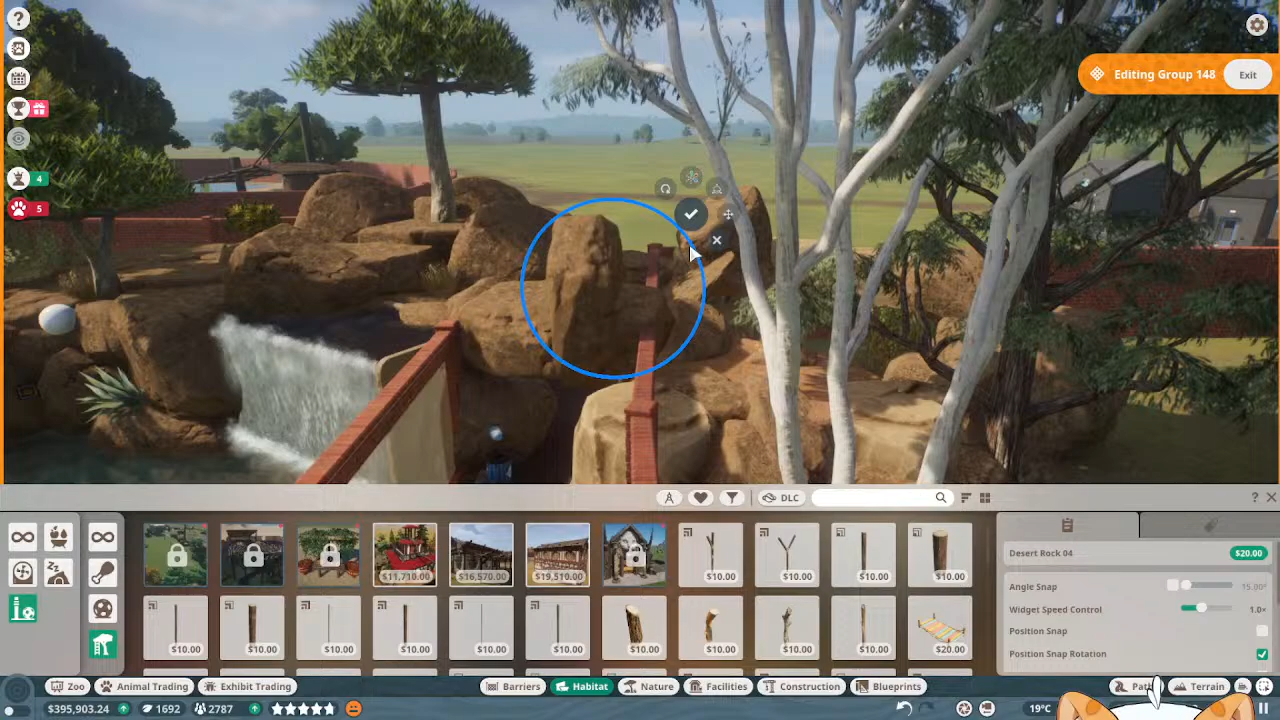 Editing Group 148
Exit
4
5
DLC
$11,710.00
$16,570.00
$19,510.00
$10.00
$10.00
$10.00
$10.00
$10.00
$10.00
$10.00
$10.00
$10.00
$10.00
$10.00
$10.00
$10.00
$10.00
$20.00
Desert Rock 04
$20.00
Angle Snap
15.00°
Widget Speed Control
1.0×
Position Snap
Position Snap Rotation
Zoo
Animal Trading
Exhibit Trading
Barriers
Habitat
Nature
Facilities
Construction
Blueprints
Terrain
$395,903.24
1692
2787
19°C